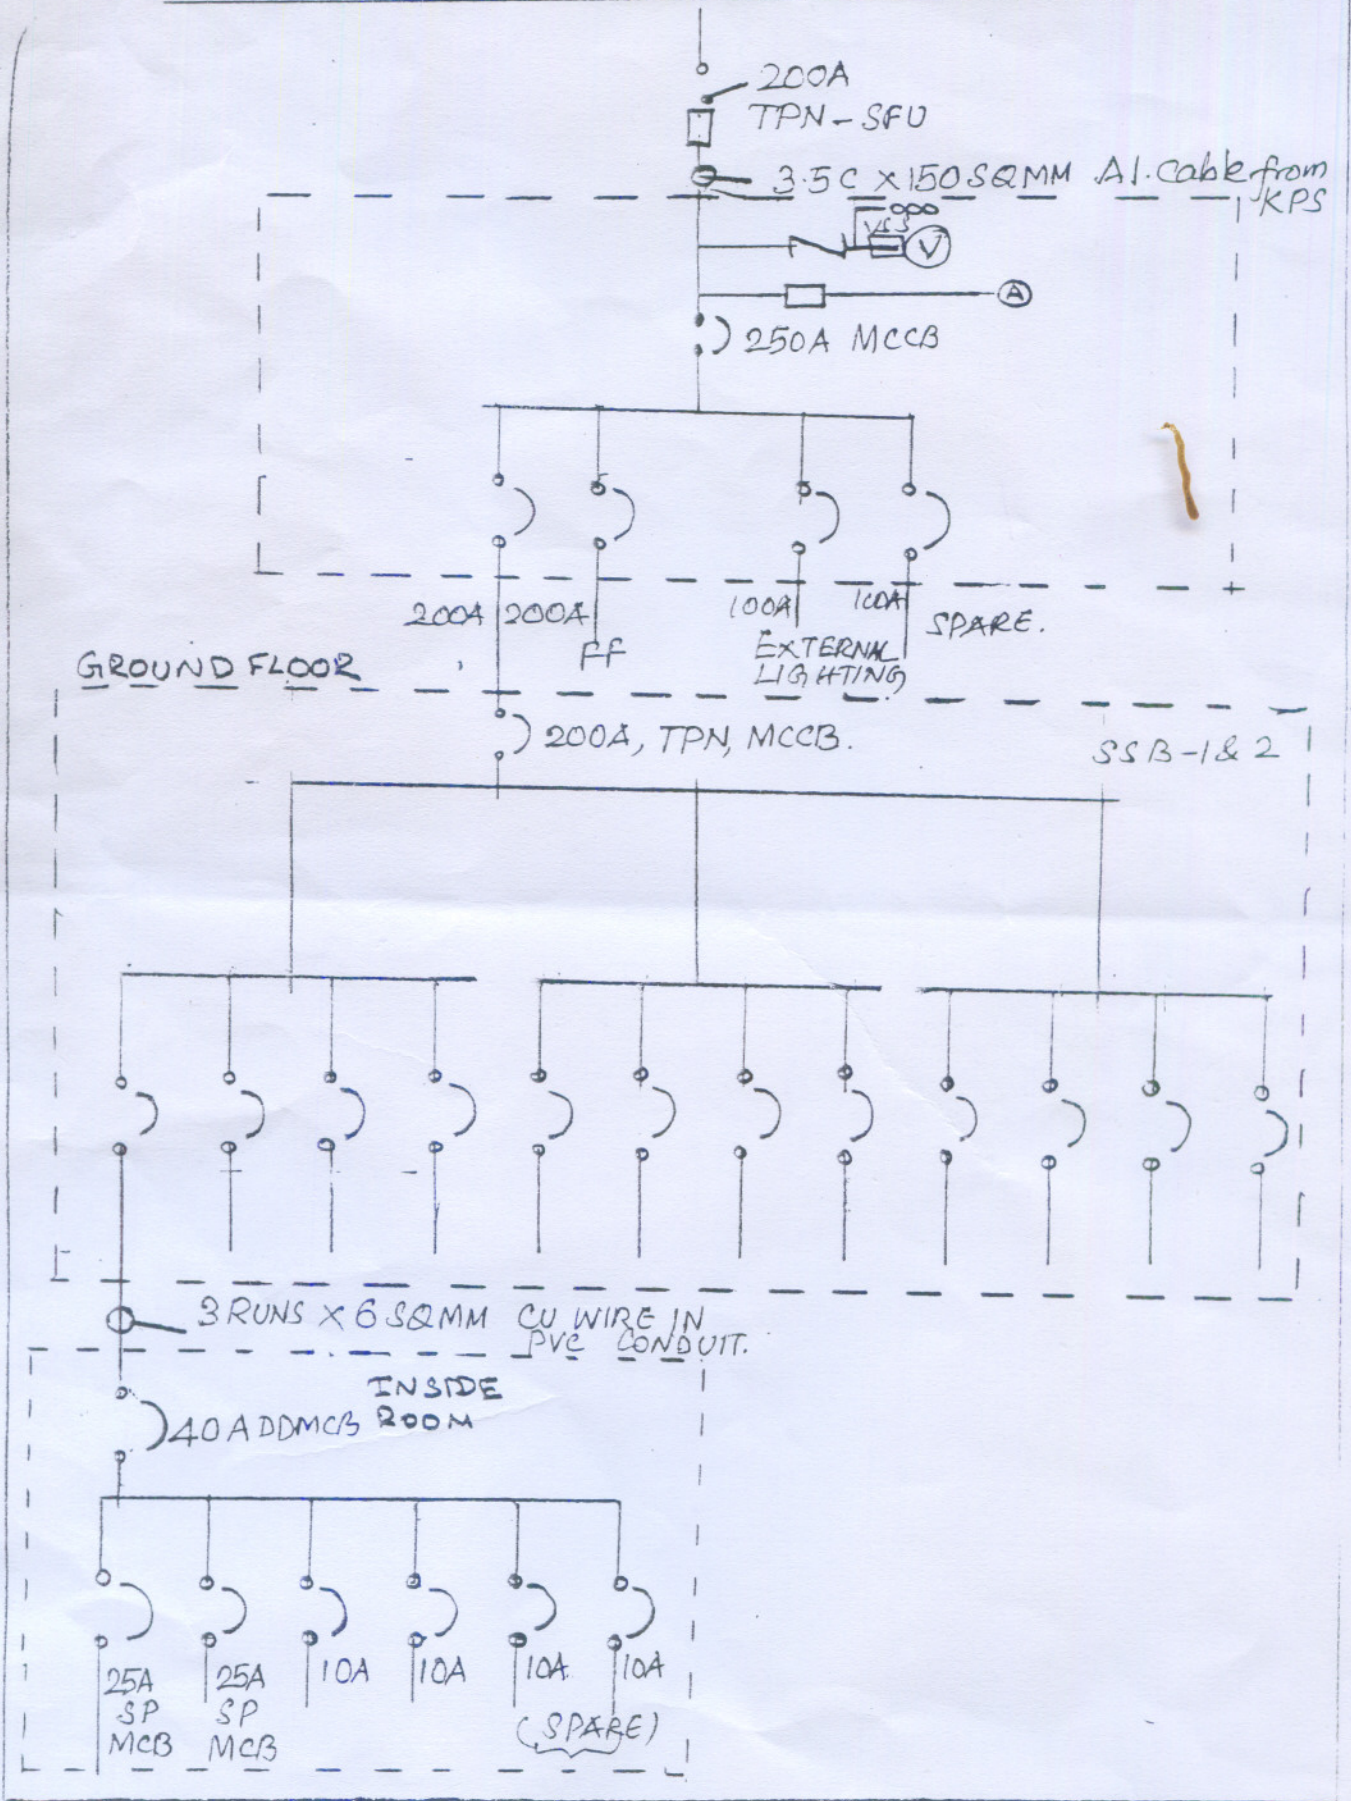 200A
TPN-SFU
3.5C X 150 SQMM Al. Cable from
KPS
VSS
V
A
250A MCCB
200A 200A 100A 100A
SPARE.
FF
EXTERNAL
LIGHTING
GROUND FLOOR
200A, TPN, MCCB.
SSB-1 & 2
3 RUNS X 6 SQMM CU WIRE IN
PVC CONDUIT.
INSIDE
ROOM
40A DDMCB
25A 25A 10A 10A 10A 10A
SP SP
MCB MCB
(SPARE)